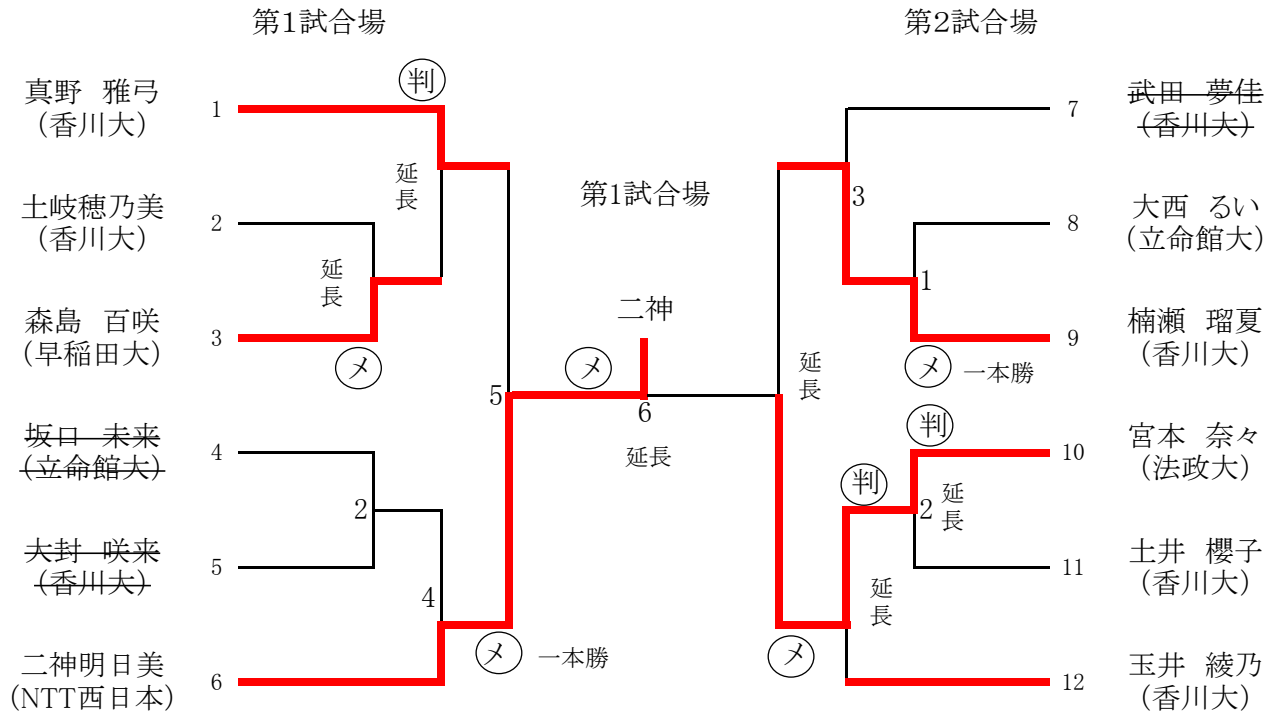 第1試合場
第2試合場
真野 雅弓
(香川大)
1
判
延長
土岐穂乃美
(香川大)
2
延長
森島 百咲
(早稲田大)
3
メ
坂口 未来
(立命館大)
4
2
大封 咲来
(香川大)
5
4
二神明日美
(NTT西日本)
6
メ 一本勝
5
第1試合場
二神
メ
6
延長
7
武田 夢佳
(香川大)
3
8
大西 るい
(立命館大)
1
9
楠瀬 瑠夏
(香川大)
メ 一本勝
延長
判
10
宮本 奈々
(法政大)
判
2
延長
11
土井 櫻子
(香川大)
延長
メ
12
玉井 綾乃
(香川大)